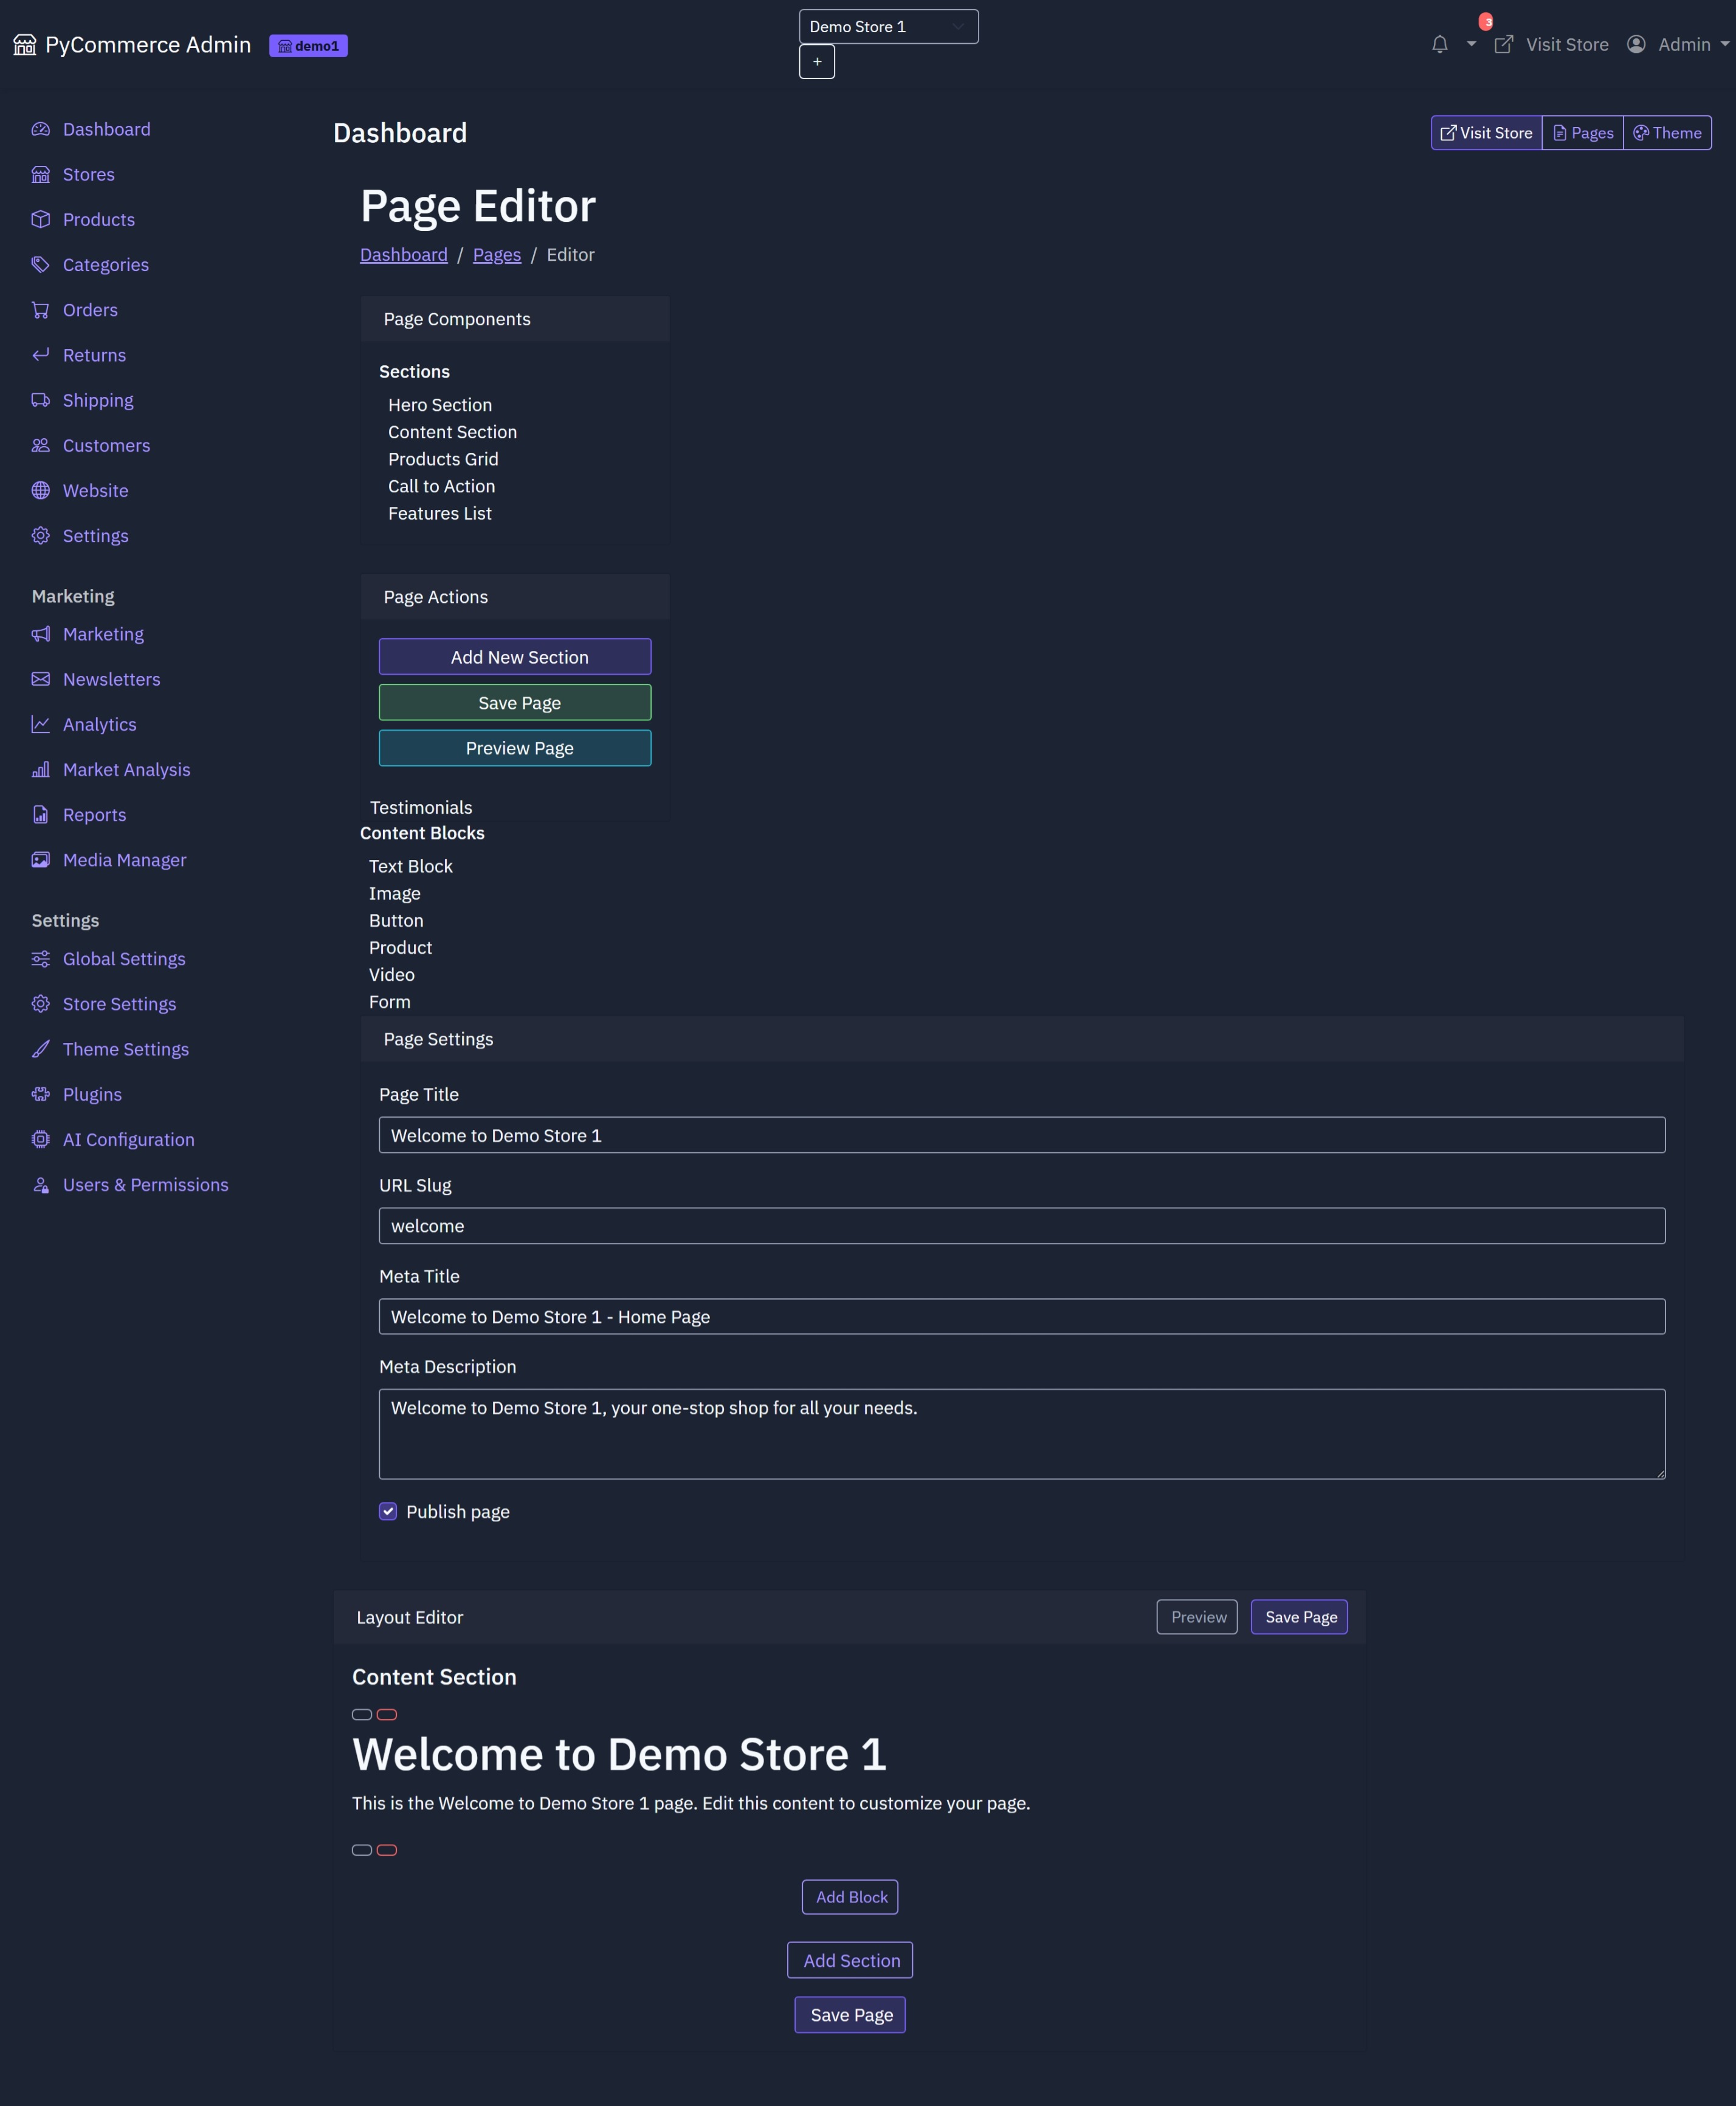 PyCommerce Admin
demo1
Demo Store 1
+
3
Visit Store
Admin
Dashboard
Stores
Products
Categories
Orders
Returns
Shipping
Customers
Website
Settings
Marketing
Marketing
Newsletters
Analytics
Market Analysis
Reports
Media Manager
Settings
Global Settings
Store Settings
Theme Settings
Plugins
AI Configuration
Users & Permissions
Dashboard
Visit Store
Pages
Theme
Page Editor
Dashboard / Pages / Editor
Page Components
Sections
Hero Section
Content Section
Products Grid
Call to Action
Features List
Page Actions
Add New Section
Save Page
Preview Page
Testimonials
Content Blocks
Text Block
Image
Button
Product
Video
Form
Page Settings
Page Title
Welcome to Demo Store 1
URL Slug
welcome
Meta Title
Welcome to Demo Store 1 - Home Page
Meta Description
Welcome to Demo Store 1, your one-stop shop for all your needs.
Publish page
Layout Editor
Preview
Save Page
Content Section
Welcome to Demo Store 1
This is the Welcome to Demo Store 1 page. Edit this content to customize your page.
Add Block
Add Section
Save Page